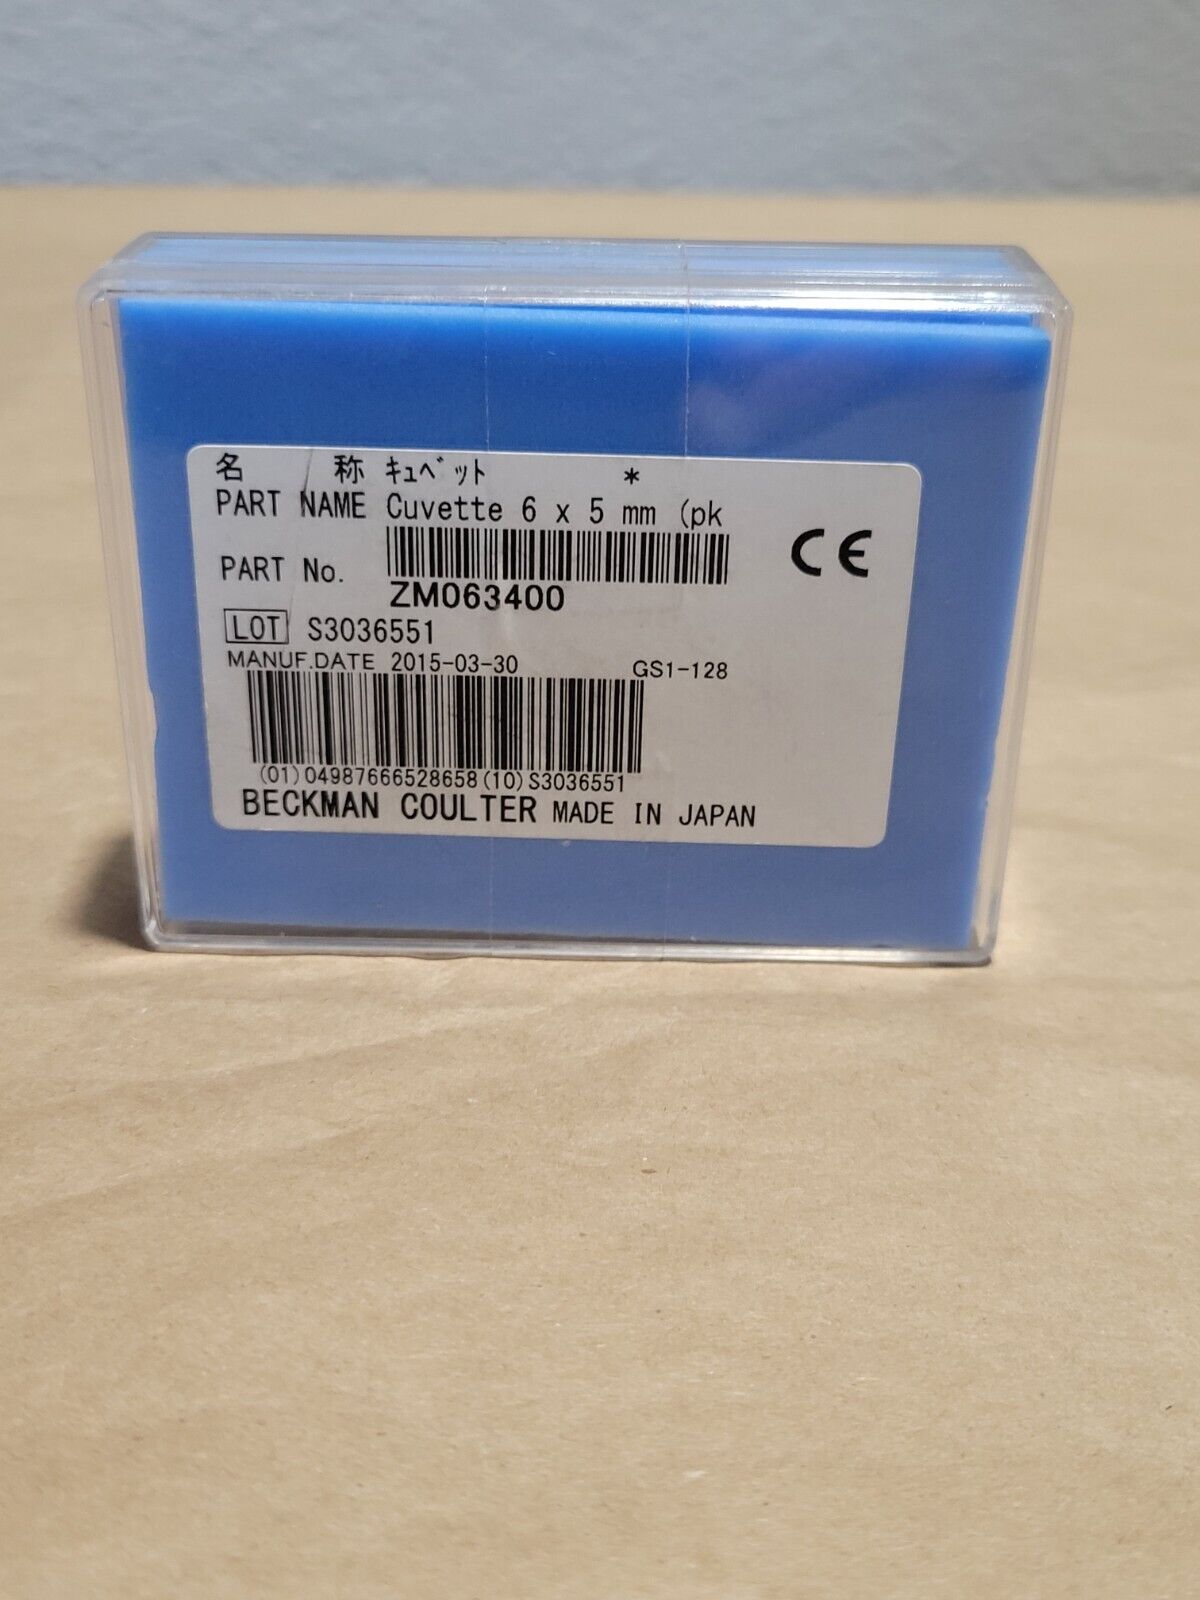 名 称 ｷｭﾍﾞｯﾄ *
PART NAME Cuvette 6 x 5 mm (pk
PART No.
ZM063400
CE
LOT S3036551
MANUF.DATE 2015-03-30 GS1-128
(01)04987666528658(10)S3036551
BECKMAN COULTER MADE IN JAPAN